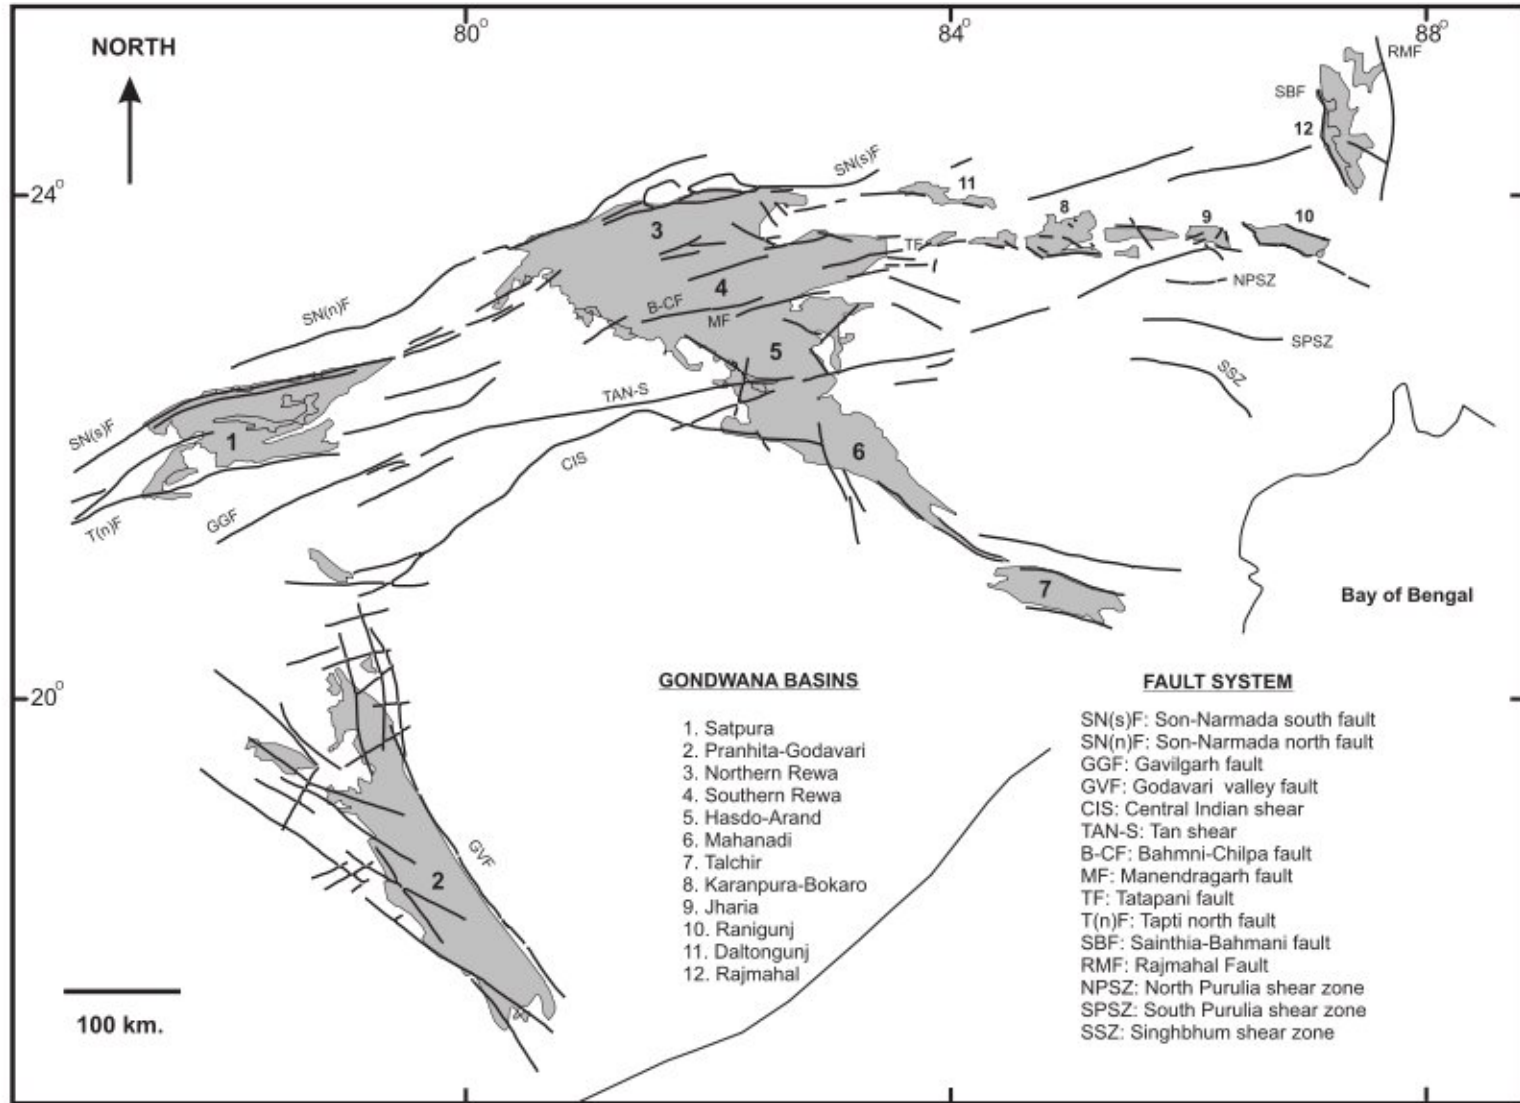 80°
84°
88°
NORTH
RMF
SBF
12
SN(s)F
24°
11
8
3
9
10
TF
4
NPSZ
B-CF
SN(n)F
MF
5
SPSZ
SSZ
TAN-S
SN(s)F
1
6
CIS
GGF
T(n)F
7
Bay of Bengal
20°
GVF
2
100 km.
GONDWANA BASINS
1. Satpura
2. Pranhita-Godavari
3. Northern Rewa
4. Southern Rewa
5. Hasdo-Arand
6. Mahanadi
7. Talchir
8. Karanpura-Bokaro
9. Jharia
10. Ranigunj
11. Daltongunj
12. Rajmahal
FAULT SYSTEM
SN(s)F: Son-Narmada south fault
SN(n)F: Son-Narmada north fault
GGF: Gavilgarh fault
GVF: Godavari valley fault
CIS: Central Indian shear
TAN-S: Tan shear
B-CF: Bahmni-Chilpa fault
MF: Manendragarh fault
TF: Tatapani fault
T(n)F: Tapti north fault
SBF: Sainthia-Bahmani fault
RMF: Rajmahal Fault
NPSZ: North Purulia shear zone
SPSZ: South Purulia shear zone
SSZ: Singhbhum shear zone